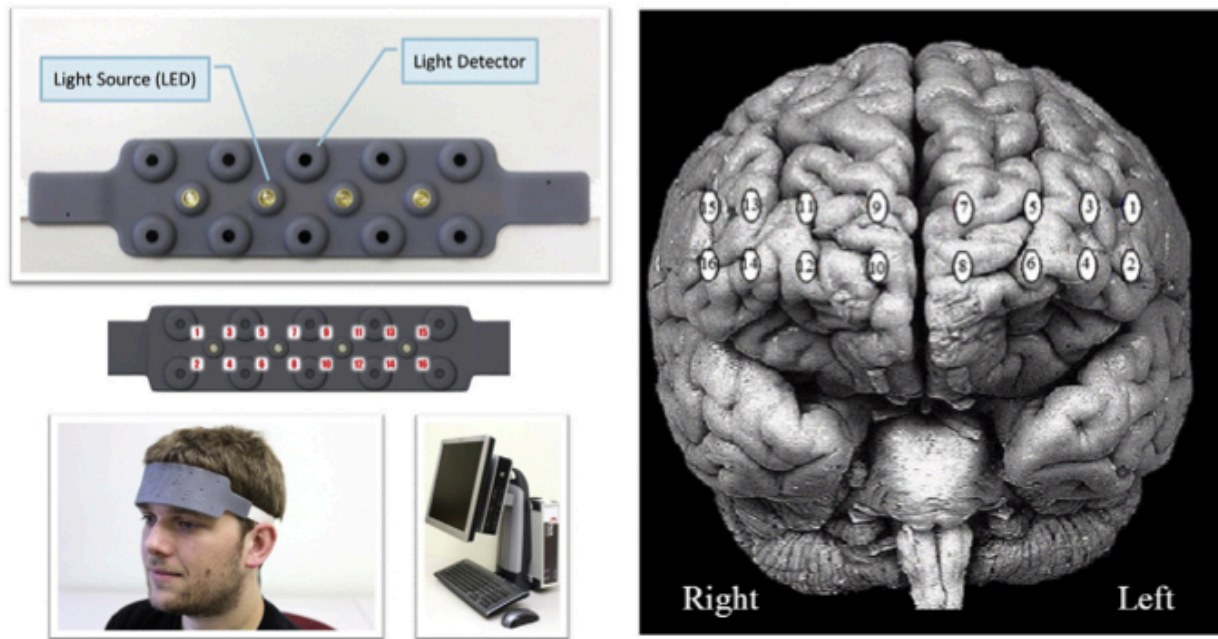 Light Source (LED)
Light Detector
1 3 5 7 9 11 13 15
2 4 6 8 10 12 14 16
15 13 11 9 7 5 3 1
16 14 12 10 8 6 4 2
Right Left